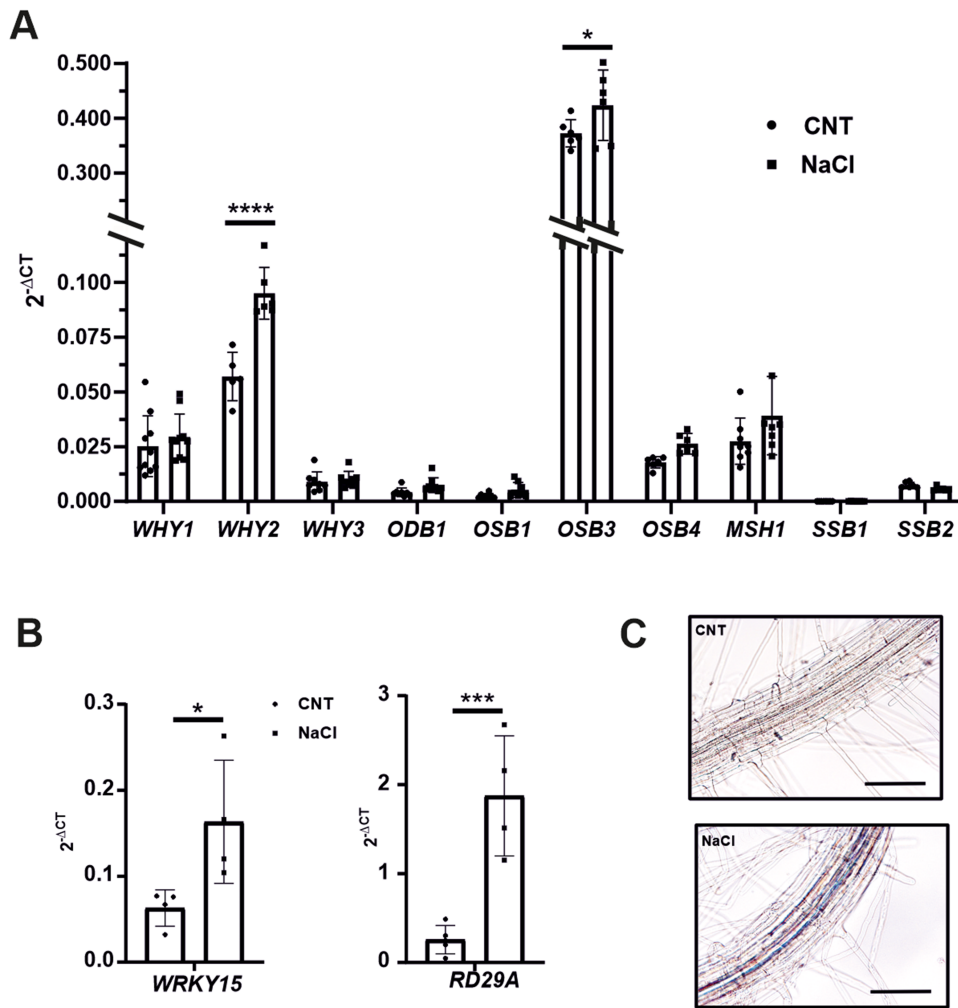 A
*
0.500
0.400
0.300
CNT
NaCl
****
2-ΔCT
0.100
0.075
0.050
0.025
0.000
WHY1 WHY2 WHY3 ODB1 OSB1 OSB3 OSB4 MSH1 SSB1 SSB2
B
C
CNT
0.3
0.2
0.1
0.0
2-ΔCT
*
CNT
NaCl
WRKY15
3
2
1
0
2-ΔCT
***
RD29A
NaCl